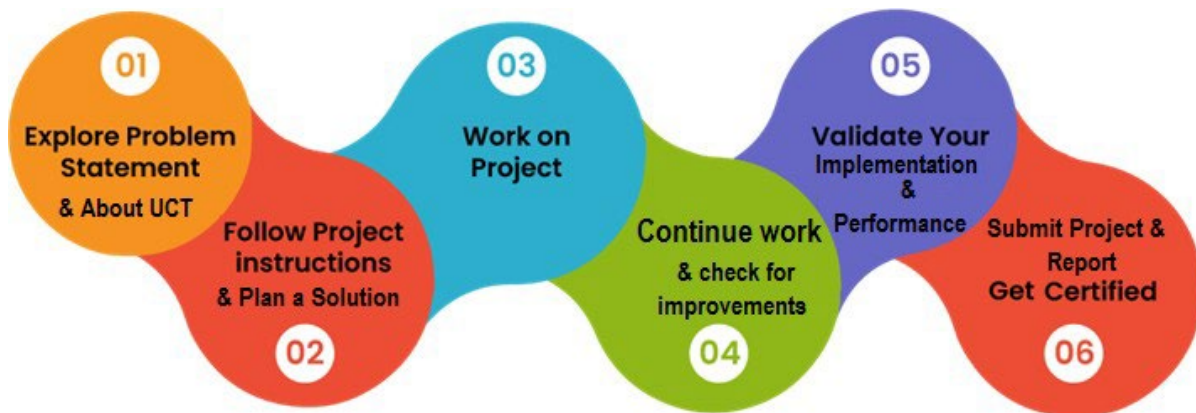 01
Explore Problem
Statement
& About UCT
Follow Project
instructions
& Plan a Solution
02
03
Work on
Project
Continue work
& check for
improvements
04
05
Validate Your
Implementation
&
Performance
Submit Project &
Report
Get Certified
06